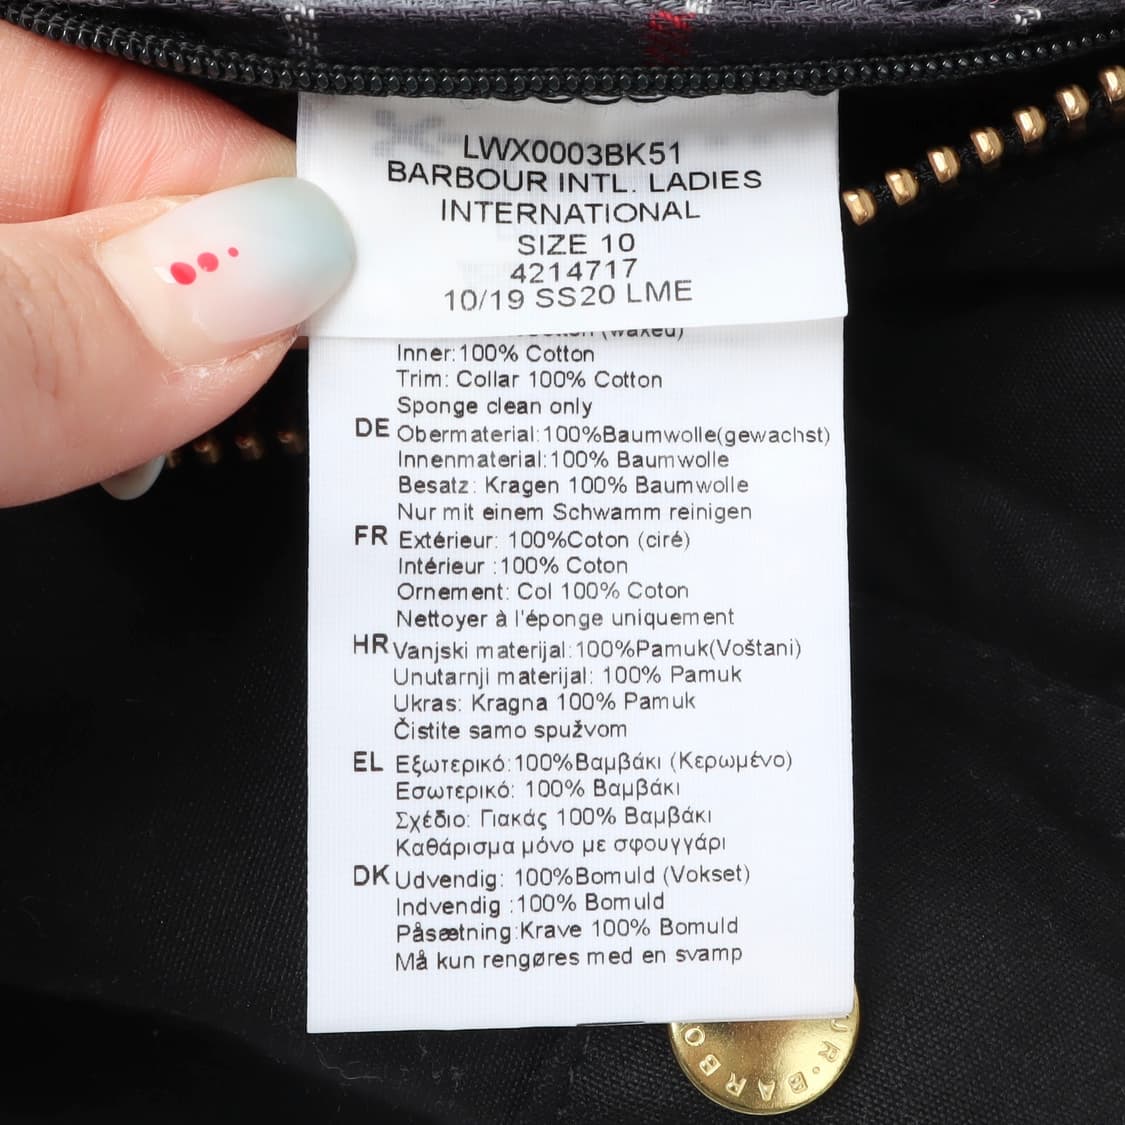 LWX0003BK51
BARBOUR INTL. LADIES
INTERNATIONAL
SIZE 10
4214717
10/19 SS20 LME
(waxed)
Inner:100% Cotton
Trim: Collar 100% Cotton
Sponge clean only
DE Obermaterial:100%Baumwolle(gewachst)
Innenmaterial:100% Baumwolle
Besatz: Kragen 100% Baumwolle
Nur mit einem Schwamm reinigen
FR Extérieur: 100%Coton (ciré)
Intérieur :100% Coton
Ornement: Col 100% Coton
Nettoyer à l'éponge uniquement
HR Vanjski materijal:100%Pamuk(Voštani)
Unutarnji materijal: 100% Pamuk
Ukras: Kragna 100% Pamuk
Čistite samo spužvom
EL Εξωτερικό:100%Βαμβάκι (Κερωμένο)
Εσωτερικό: 100% Βαμβάκι
Σχέδιο: Γιακάς 100% Βαμβάκι
Καθάρισμα μόνο με σφουγγάρι
DK Udvendig: 100%Bomuld (Vokset)
Indvendig :100% Bomuld
Påsætning:Krave 100% Bomuld
Må kun rengøres med en svamp
UR · BARBO